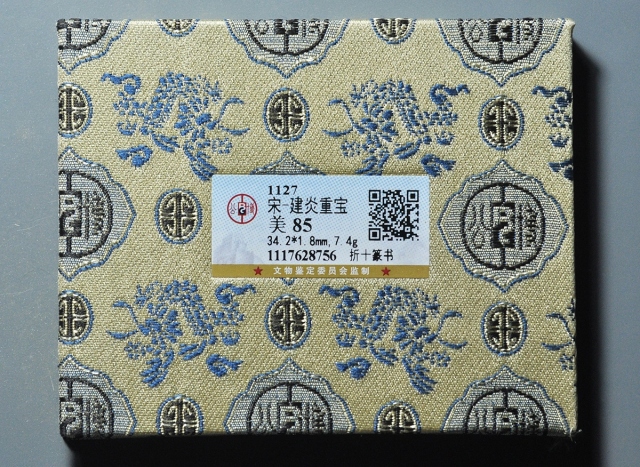 1127
宋-建炎重宝
美 85
34.2*1.8mm,7.4g
1117628756 折十篆书
★ 文物鉴定委员会监制 ★